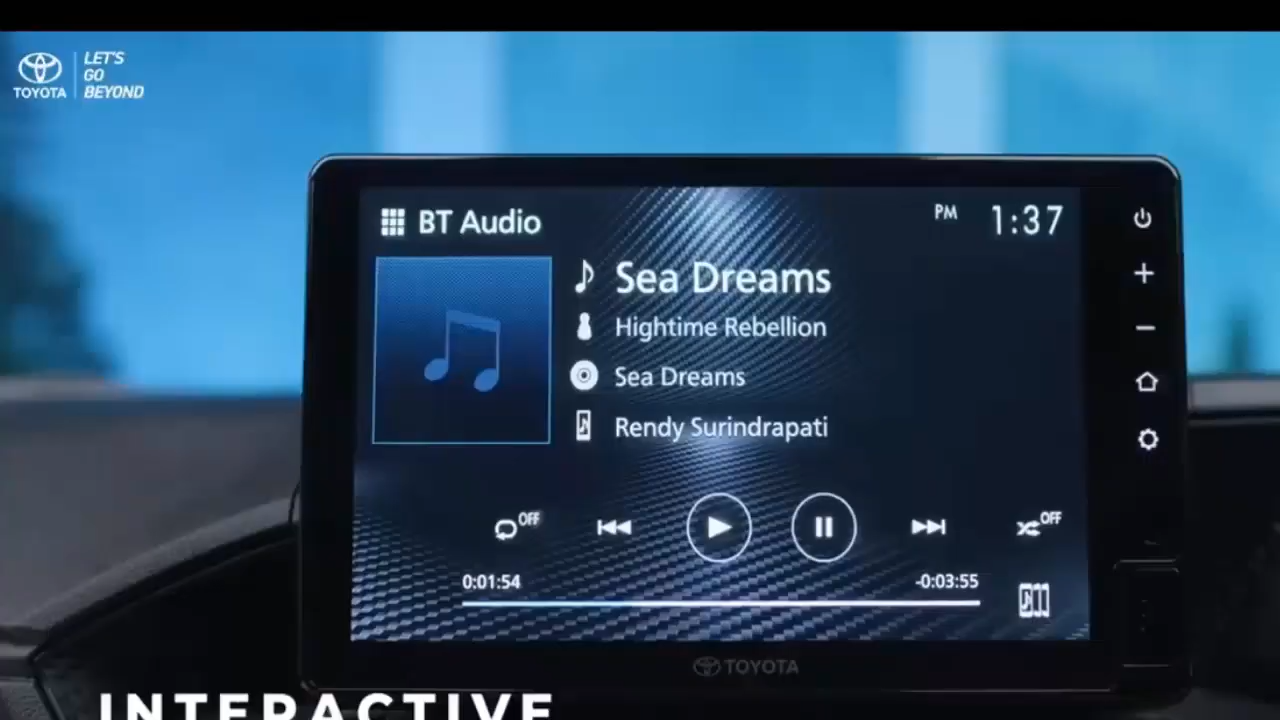 TOYOTA
LET'S
GO
BEYOND
BT Audio
PM 1:37
Sea Dreams
Hightime Rebellion
Sea Dreams
Rendy Surindrapati
OFF
OFF
0:01:54
-0:03:55
TOYOTA
INTERACTIVE